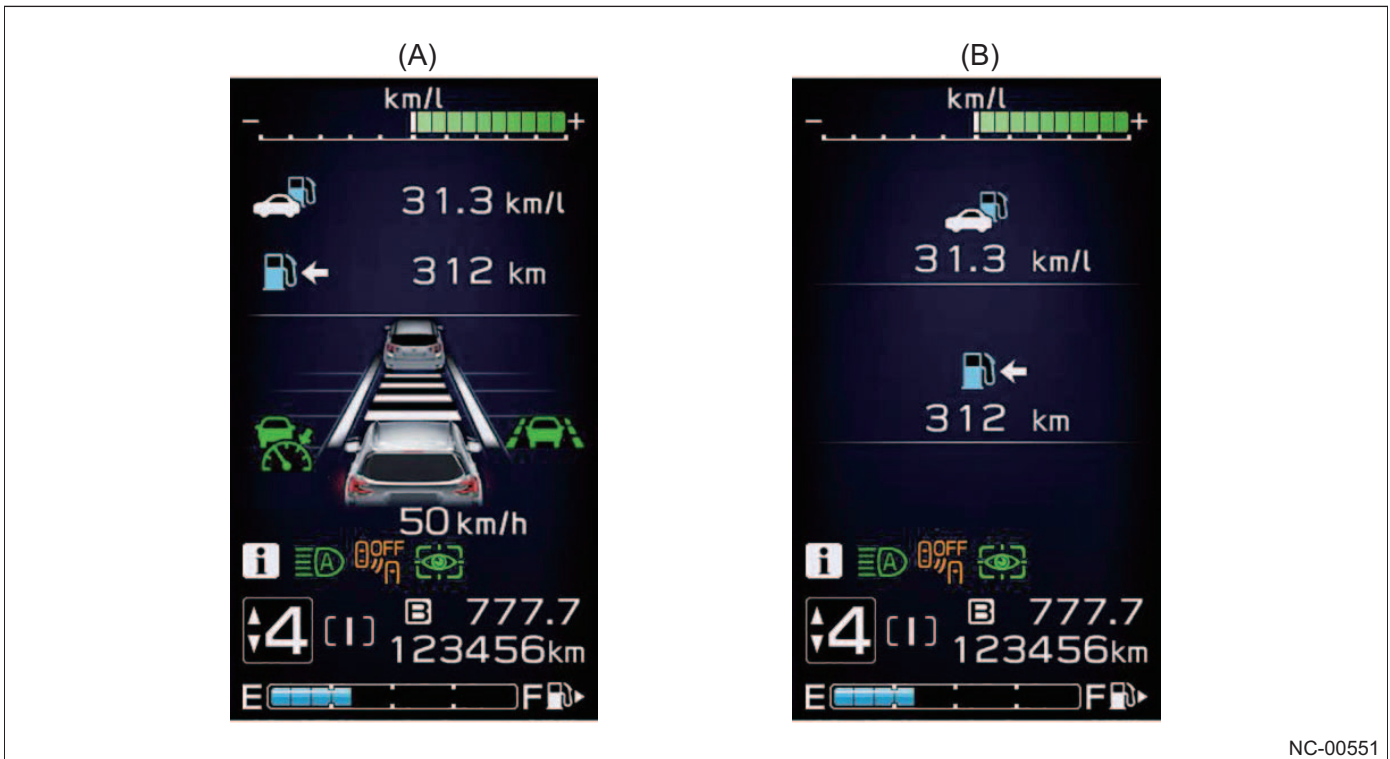 (A)
km/l
− +
31.3 km/l
312 km
50 km/h
i A OFF
4 [I] B 777.7
123456km
E F
(B)
km/l
− +
31.3 km/l
312 km
i A OFF
4 [I] B 777.7
123456km
E F
NC-00551